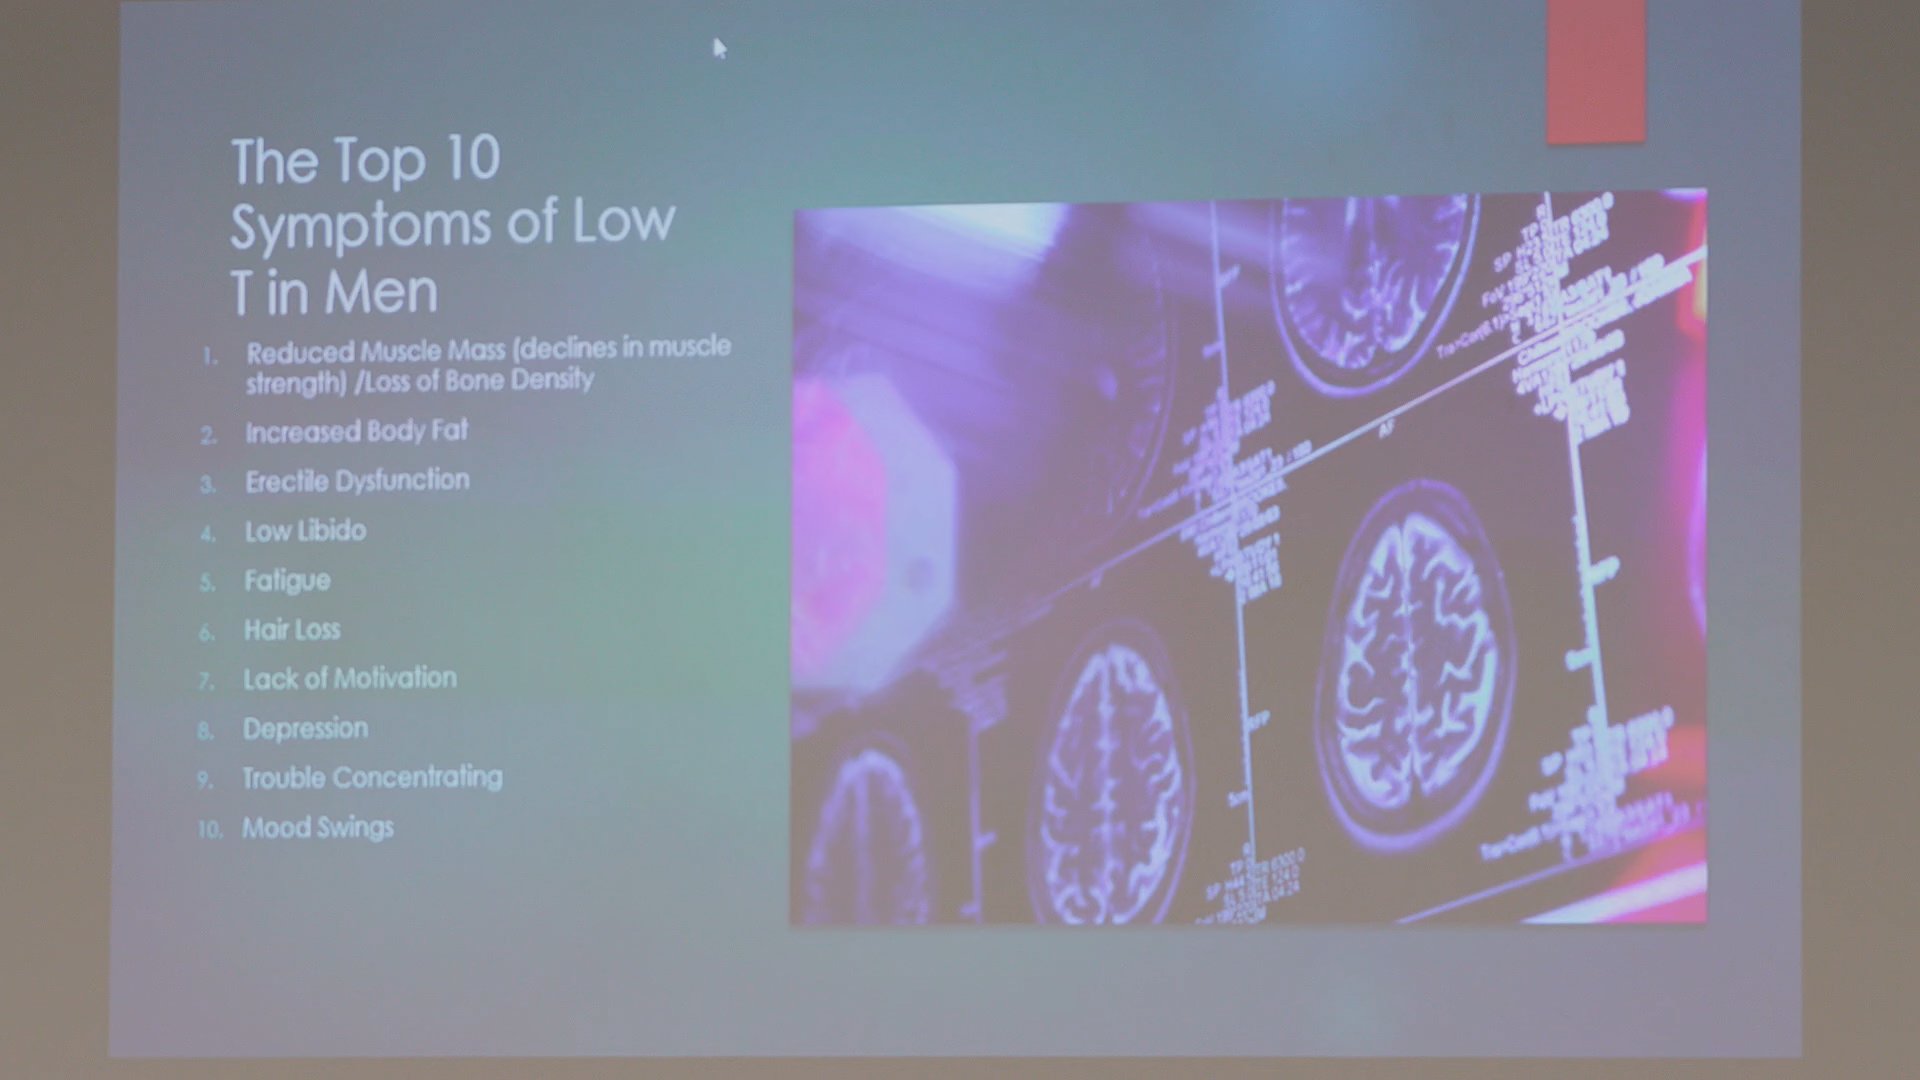 The Top 10
Symptoms of Low
T in Men
1. Reduced Muscle Mass (declines in muscle
strength) /Loss of Bone Density
2. Increased Body Fat
3. Erectile Dysfunction
4. Low Libido
5. Fatigue
6. Hair Loss
7. Lack of Motivation
8. Depression
9. Trouble Concentrating
10. Mood Swings